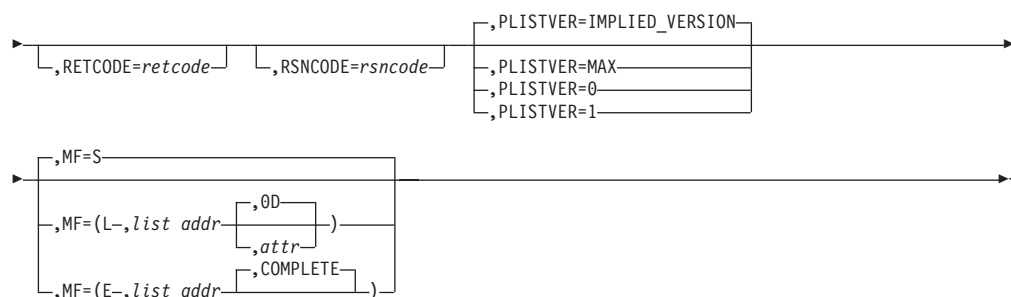 ,PLISTVER=IMPLIED_VERSION
,RETCODE=retcode ,RSNCODE=rsncode ,PLISTVER=MAX
,PLISTVER=0
,PLISTVER=1
,MF=S
,0D
,MF=(L ,list addr )
,attr
,COMPLETE
,MF=(E ,list addr )